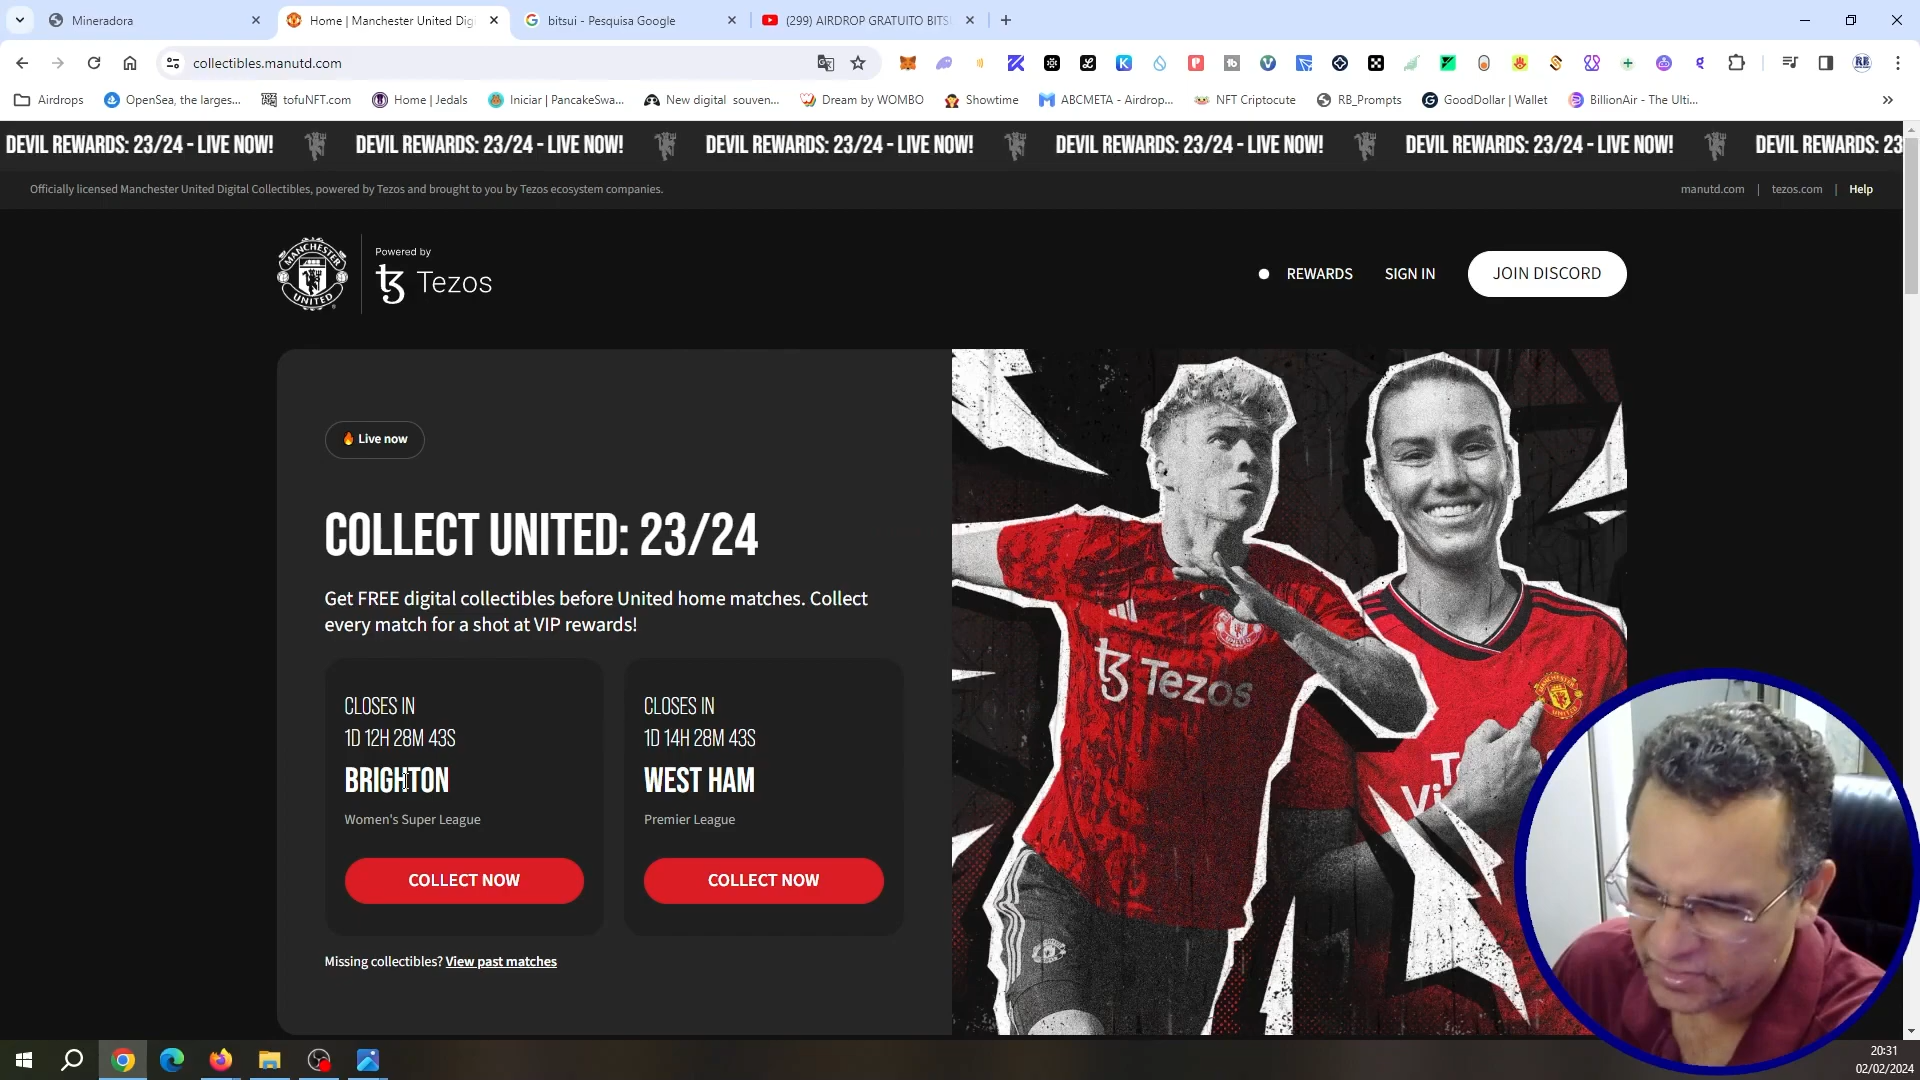 Mineradora
Home | Manchester United Dig
bitsui - Pesquisa Google
(299) AIRDROP GRATUITO BITS
collectibles.manutd.com
Airdrops
OpenSea, the larges...
tofuNFT.com
Home | Jedals
Iniciar | PancakeSwa...
New digital souven...
Dream by WOMBO
Showtime
ABCMETA - Airdrop...
NFT Criptocute
RB_Prompts
GoodDollar | Wallet
BillionAir - The Ulti...
DEVIL REWARDS: 23/24 - LIVE NOW! DEVIL REWARDS: 23/24 - LIVE NOW! DEVIL REWARDS: 23/24 - LIVE NOW! DEVIL REWARDS: 23/24 - LIVE NOW! DEVIL REWARDS: 23/24 - LIVE NOW! DEVIL REWARDS: 23
Officially licensed Manchester United Digital Collectibles, powered by Tezos and brought to you by Tezos ecosystem companies.
manutd.com | tezos.com | Help
MANCHESTER
UNITED
Powered by
Tezos
REWARDS
SIGN IN
JOIN DISCORD
Live now
COLLECT UNITED: 23/24
Get FREE digital collectibles before United home matches. Collect
every match for a shot at VIP rewards!
CLOSES IN
1D 12H 28M 43S
BRIGHTON
Women's Super League
COLLECT NOW
CLOSES IN
1D 14H 28M 43S
WEST HAM
Premier League
COLLECT NOW
Missing collectibles? View past matches
Tezos
20:31
02/02/2024